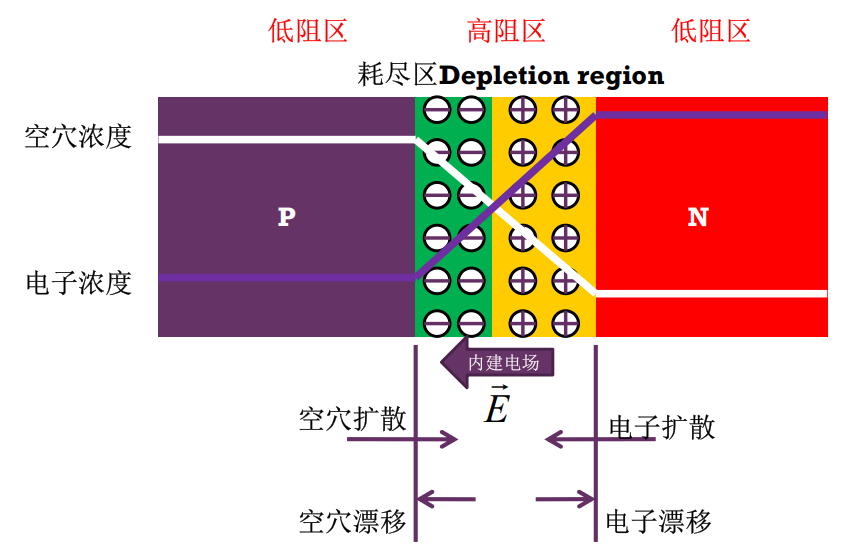 低阻区 高阻区 低阻区
耗尽区Depletion region
空穴浓度
P N
电子浓度
内建电场
E
空穴扩散 电子扩散
空穴漂移 电子漂移